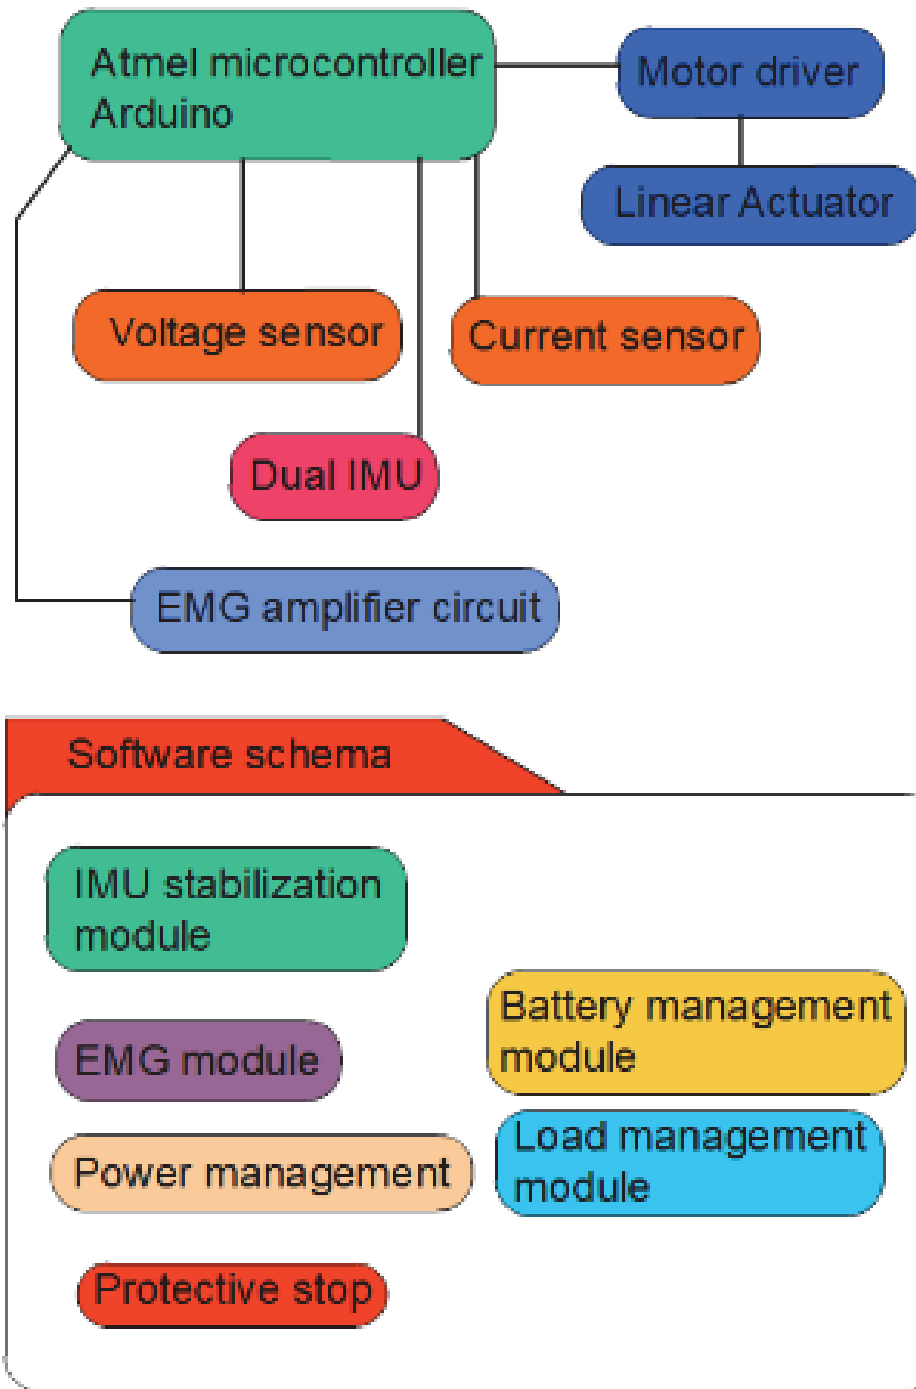 Atmel microcontroller
Arduino
Motor driver
Linear Actuator
Voltage sensor
Current sensor
Dual IMU
EMG amplifier circuit
Software schema
IMU stabilization
module
EMG module
Power management
Protective stop
Battery management
module
Load management
module